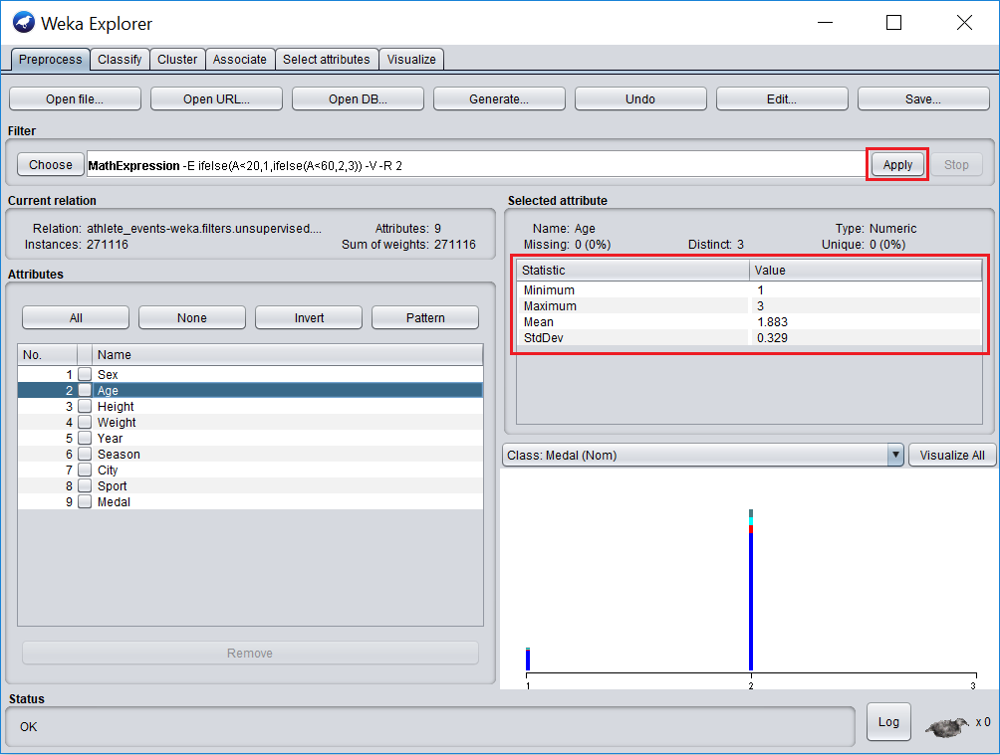 Weka Explorer
Preprocess Classify Cluster Associate Select attributes Visualize
Open file... Open URL... Open DB... Generate... Undo Edit... Save...
Filter
Choose MathExpression -E ifelse(A<20,1,ifelse(A<60,2,3)) -V -R 2 Apply Stop
Current relation
Relation: athlete_events-weka.filters.unsupervised.... Attributes: 9
Instances: 271116 Sum of weights: 271116
Attributes
All None Invert Pattern
No. Name
1 Sex
2 Age
3 Height
4 Weight
5 Year
6 Season
7 City
8 Sport
9 Medal
Remove
Selected attribute
Name: Age Type: Numeric
Missing: 0 (0%) Distinct: 3 Unique: 0 (0%)
Statistic Value
Minimum 1
Maximum 3
Mean 1.883
StdDev 0.329
Class: Medal (Nom) Visualize All
1 2 3
Status
OK Log x 0